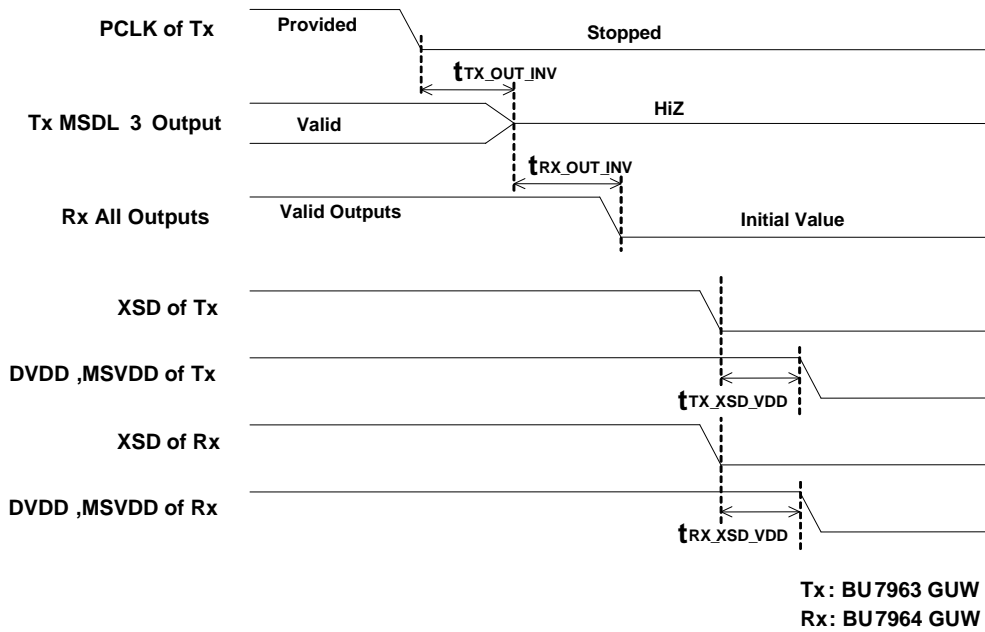 PCLK of Tx
Provided
Stopped
tTX_OUT_INV
Tx MSDL 3 Output
Valid
HiZ
tRX_OUT_INV
Rx All Outputs
Valid Outputs
Initial Value
XSD of Tx
DVDD ,MSVDD of Tx
tTX_XSD_VDD
XSD of Rx
DVDD ,MSVDD of Rx
tRX_XSD_VDD
Tx: BU7963 GUW
Rx: BU7964 GUW